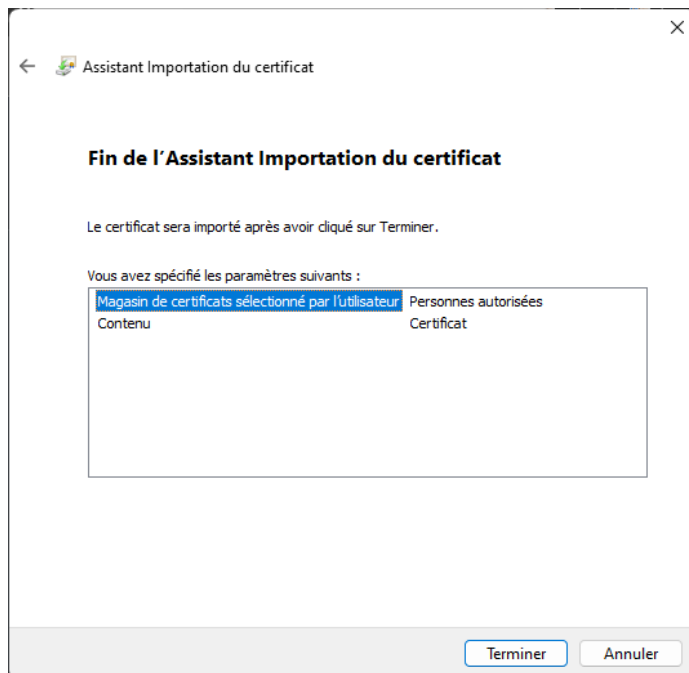 Assistant Importation du certificat
Fin de l’Assistant Importation du certificat
Le certificat sera importé après avoir cliqué sur Terminer.
Vous avez spécifié les paramètres suivants :
Magasin de certificats sélectionné par l’utilisateur Personnes autorisées
Contenu Certificat
Terminer Annuler